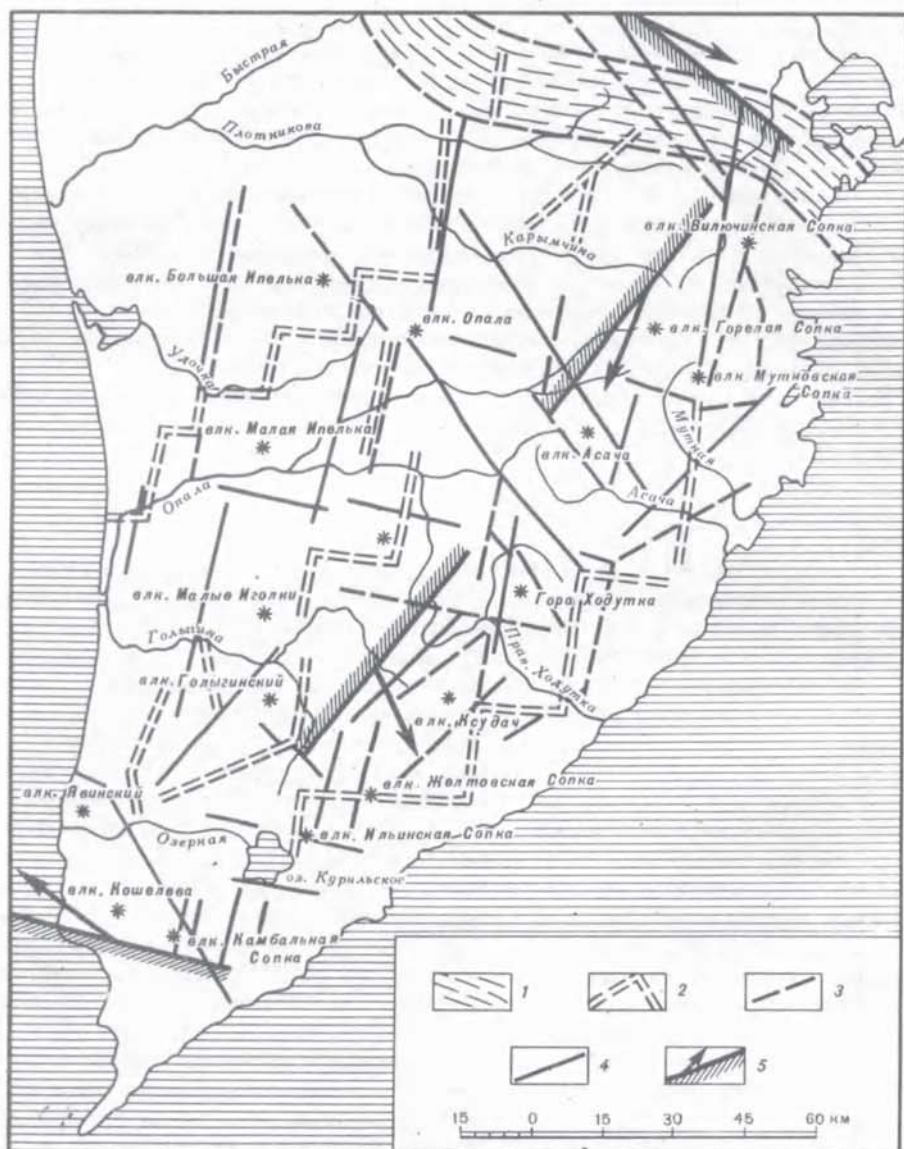 Быстрая
Плотникова
Карымчина
влк. Вилючинская Сопка
влк. Большая Ипелька
влк. Опала
влк. Горелая Сопка
Удочка
влк. Мутновская
Сопка
влк. Малая Ипелька
влк. Асача
Мутная
Опала
Асача
влк. Малые Иголки
Гора Ходутка
Голыгина
Прав. Ходутка
влк. Голыгинский
влк. Ксудач
влк. Явинский
влк. Желтовская Сопка
Озерная
влк. Ильинская Сопка
оз. Курильское
влк. Кошелева
влк. Камбальная
Сопка
1
2
3
4
5
15 0 15 30 45 60 км